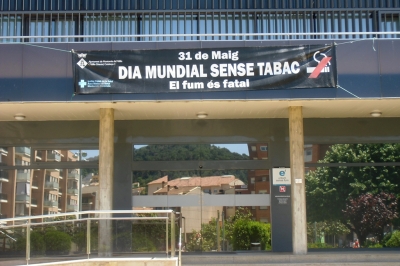 31 de Maig
DIA MUNDIAL SENSE TABAC
El fum és fatal